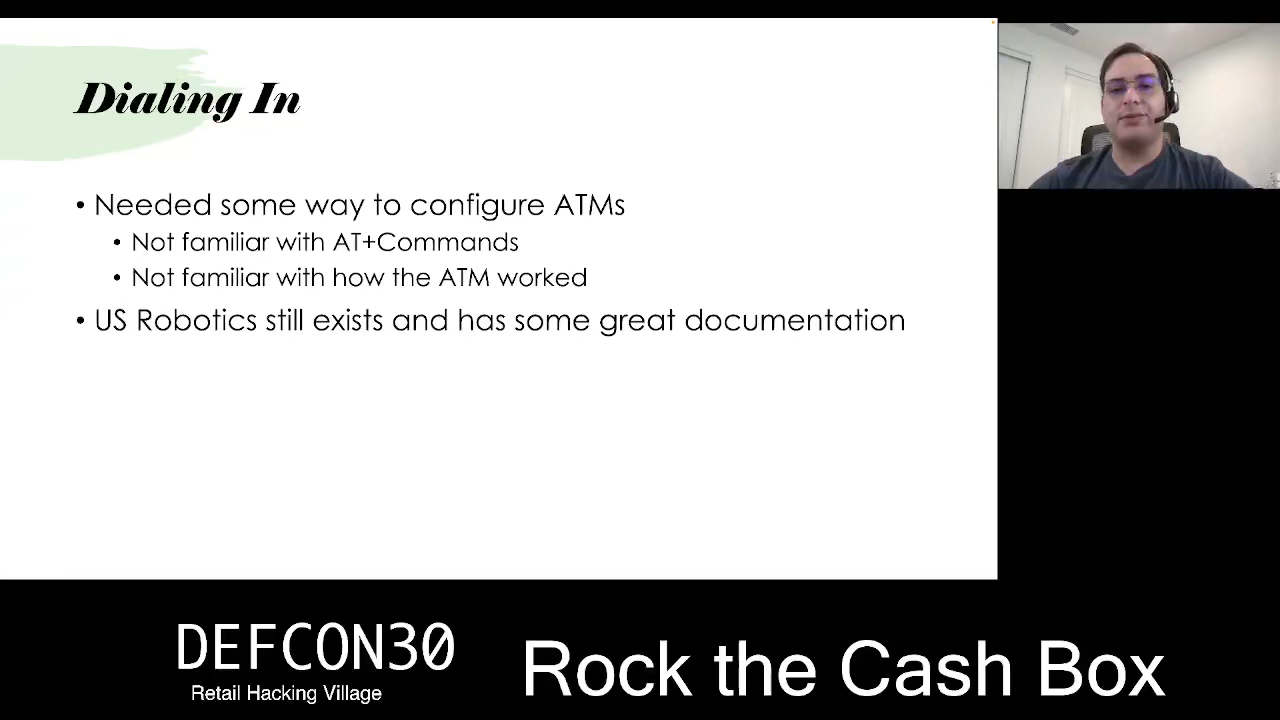 Dialing In
• Needed some way to configure ATMs
• Not familiar with AT+Commands
• Not familiar with how the ATM worked
• US Robotics still exists and has some great documentation
DEFCON30
Retail Hacking Village
Rock the Cash Box